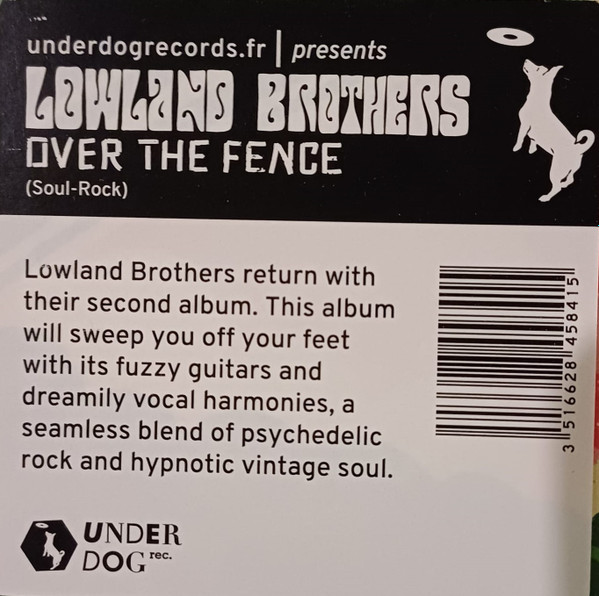 underdogrecords.fr | presents
LOWLAND BROTHERS
OVER THE FENCE
(Soul-Rock)
Lowland Brothers return with
their second album. This album
will sweep you off your feet
with its fuzzy guitars and
dreamily vocal harmonies, a
seamless blend of psychedelic
rock and hypnotic vintage soul.
3 516628 458415
UNDER
DOG rec.